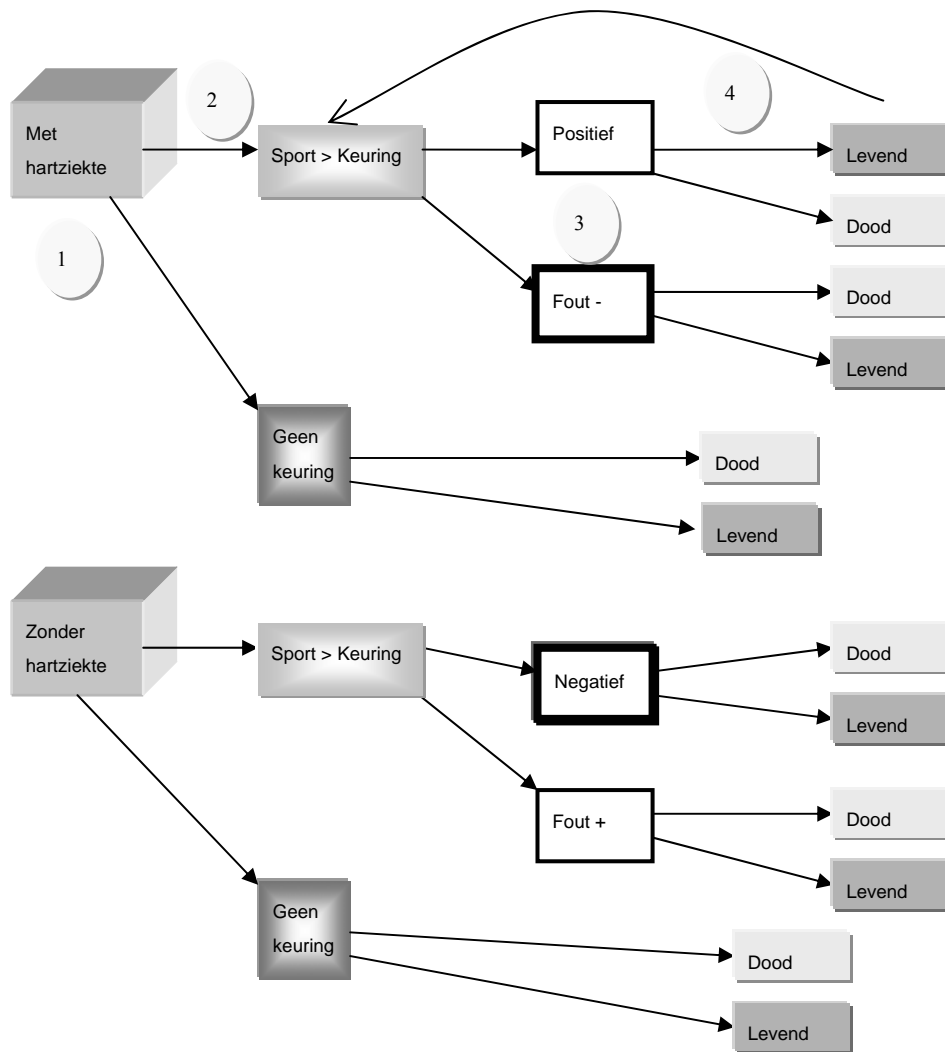 2
4
Met
hartziekte
Sport > Keuring
Positief
Levend
1
3
Dood
Fout -
Dood
Levend
Geen
keuring
Dood
Levend
Zonder
hartziekte
Sport > Keuring
Negatief
Dood
Levend
Fout +
Dood
Levend
Geen
keuring
Dood
Levend